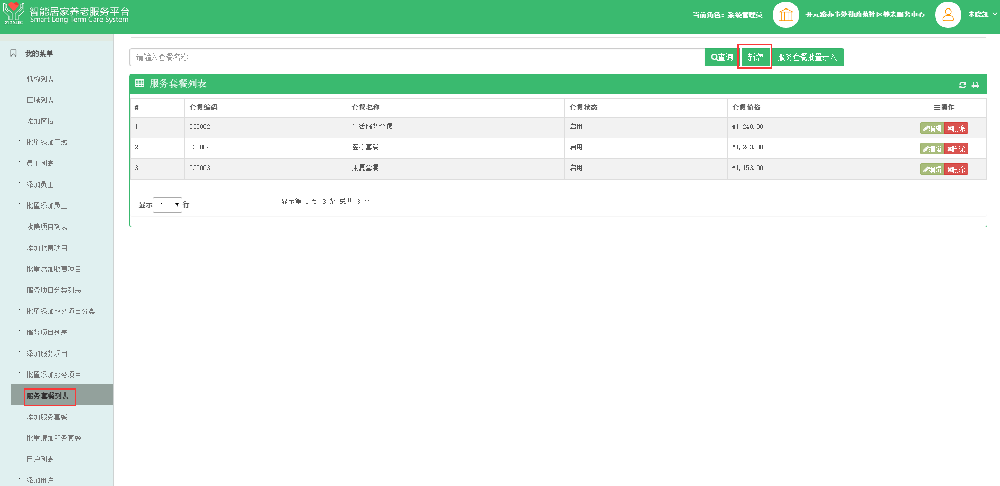 智能居家养老服务平台
Smart Long Term Care System
212SLTC
当前角色：系统管理员
开元路办事处勤政苑社区养老服务中心
朱晓凯
我的菜单
机构列表
区域列表
添加区域
批量添加区域
员工列表
添加员工
批量添加员工
收费项目列表
添加收费项目
批量添加收费项目
服务项目分类列表
批量添加服务项目分类
服务项目列表
添加服务项目
批量添加服务项目
服务套餐列表
添加服务套餐
批量增加服务套餐
用户列表
添加用户
请输入套餐名称 查询 新增 服务套餐批量录入
服务套餐列表
# 套餐编码 套餐名称 套餐状态 套餐价格 操作
1 TC0002 生活服务套餐 启用 ¥1,240.00 编辑 删除
2 TC0004 医疗套餐 启用 ¥1,243.00 编辑 删除
3 TC0003 康复套餐 启用 ¥1,153.00 编辑 删除
显示 10 行 显示第 1 到 3 条 总共 3 条